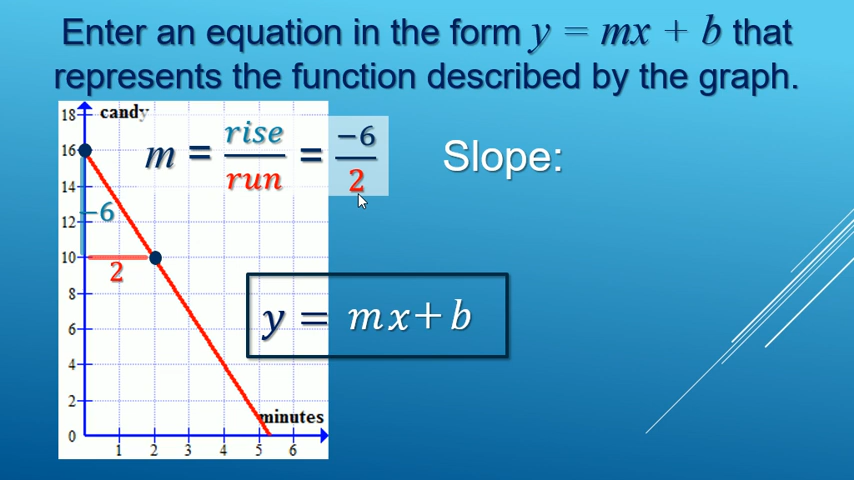 Enter an equation in the form y = mx + b that
represents the function described by the graph.
18 candy
m = rise/run = −6/2
Slope:
16
14
−6
12
10
2
8
y = mx+b
6
4
2
minutes
0
1 2 3 4 5 6